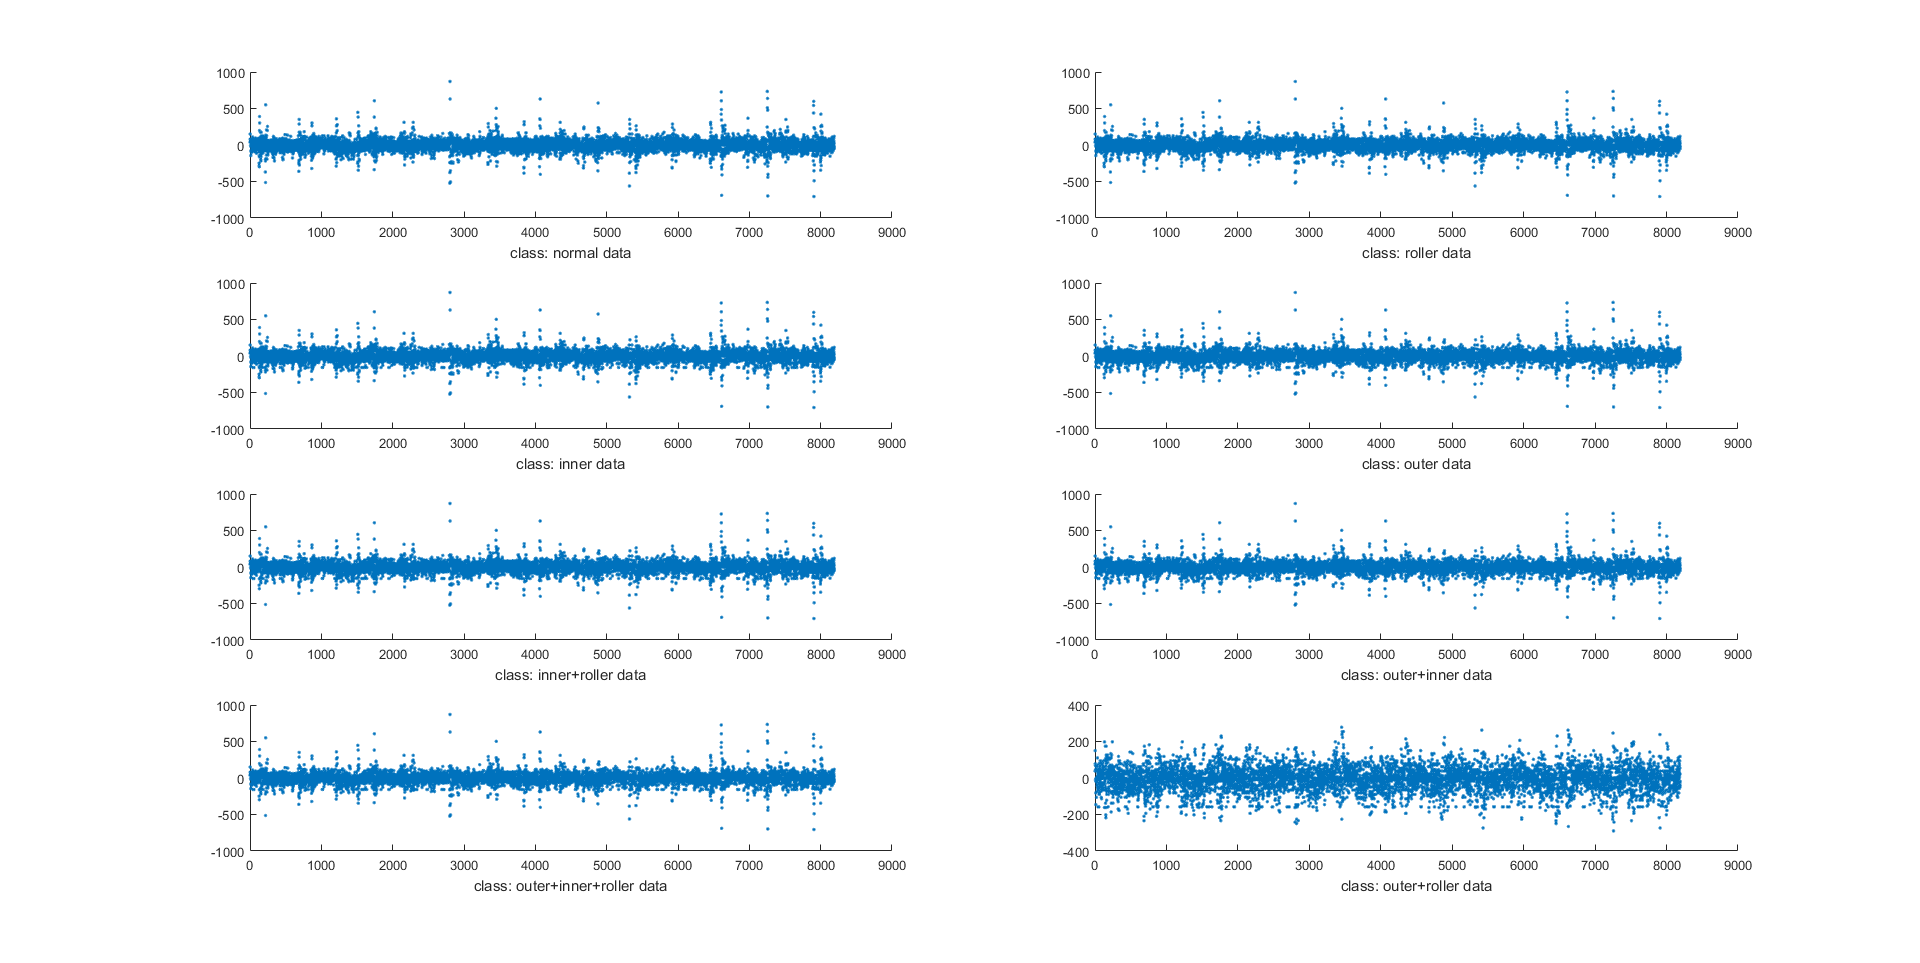 1000
500
0
-500
-1000
0 1000 2000 3000 4000 5000 6000 7000 8000 9000
class: normal data
1000
500
0
-500
-1000
0 1000 2000 3000 4000 5000 6000 7000 8000 9000
class: roller data
1000
500
0
-500
-1000
0 1000 2000 3000 4000 5000 6000 7000 8000 9000
class: inner data
1000
500
0
-500
-1000
0 1000 2000 3000 4000 5000 6000 7000 8000 9000
class: outer data
1000
500
0
-500
-1000
0 1000 2000 3000 4000 5000 6000 7000 8000 9000
class: inner+roller data
1000
500
0
-500
-1000
0 1000 2000 3000 4000 5000 6000 7000 8000 9000
class: outer+inner data
1000
500
0
-500
-1000
0 1000 2000 3000 4000 5000 6000 7000 8000 9000
class: outer+inner+roller data
400
200
0
-200
-400
0 1000 2000 3000 4000 5000 6000 7000 8000 9000
class: outer+roller data